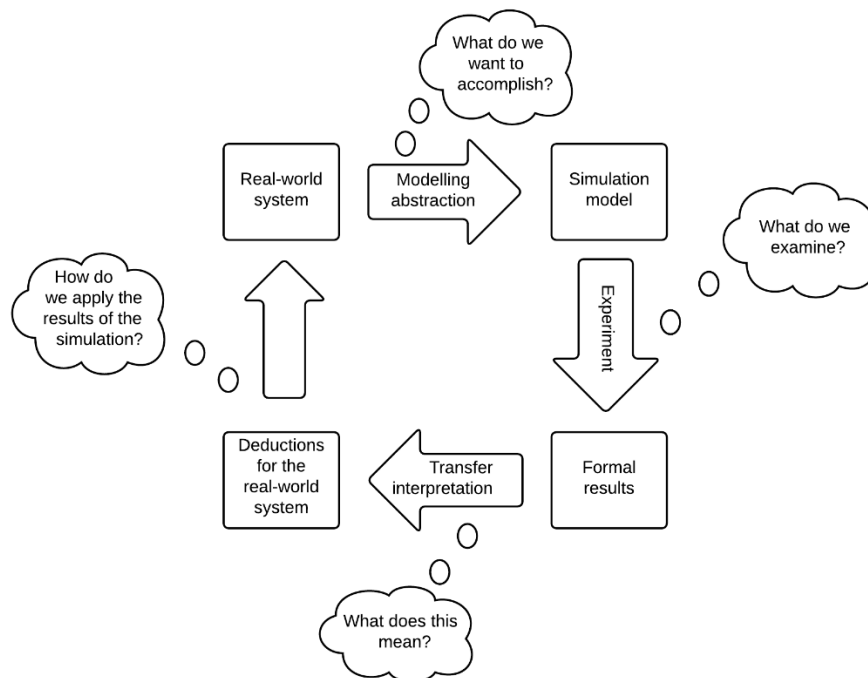 What do we
want to
accomplish?
Real-world
system
Modelling
abstraction
Simulation
model
What do we
examine?
How do
we apply the
results of the
simulation?
Experiment
Deductions
for the
real-world
system
Transfer
interpretation
Formal
results
What does this
mean?